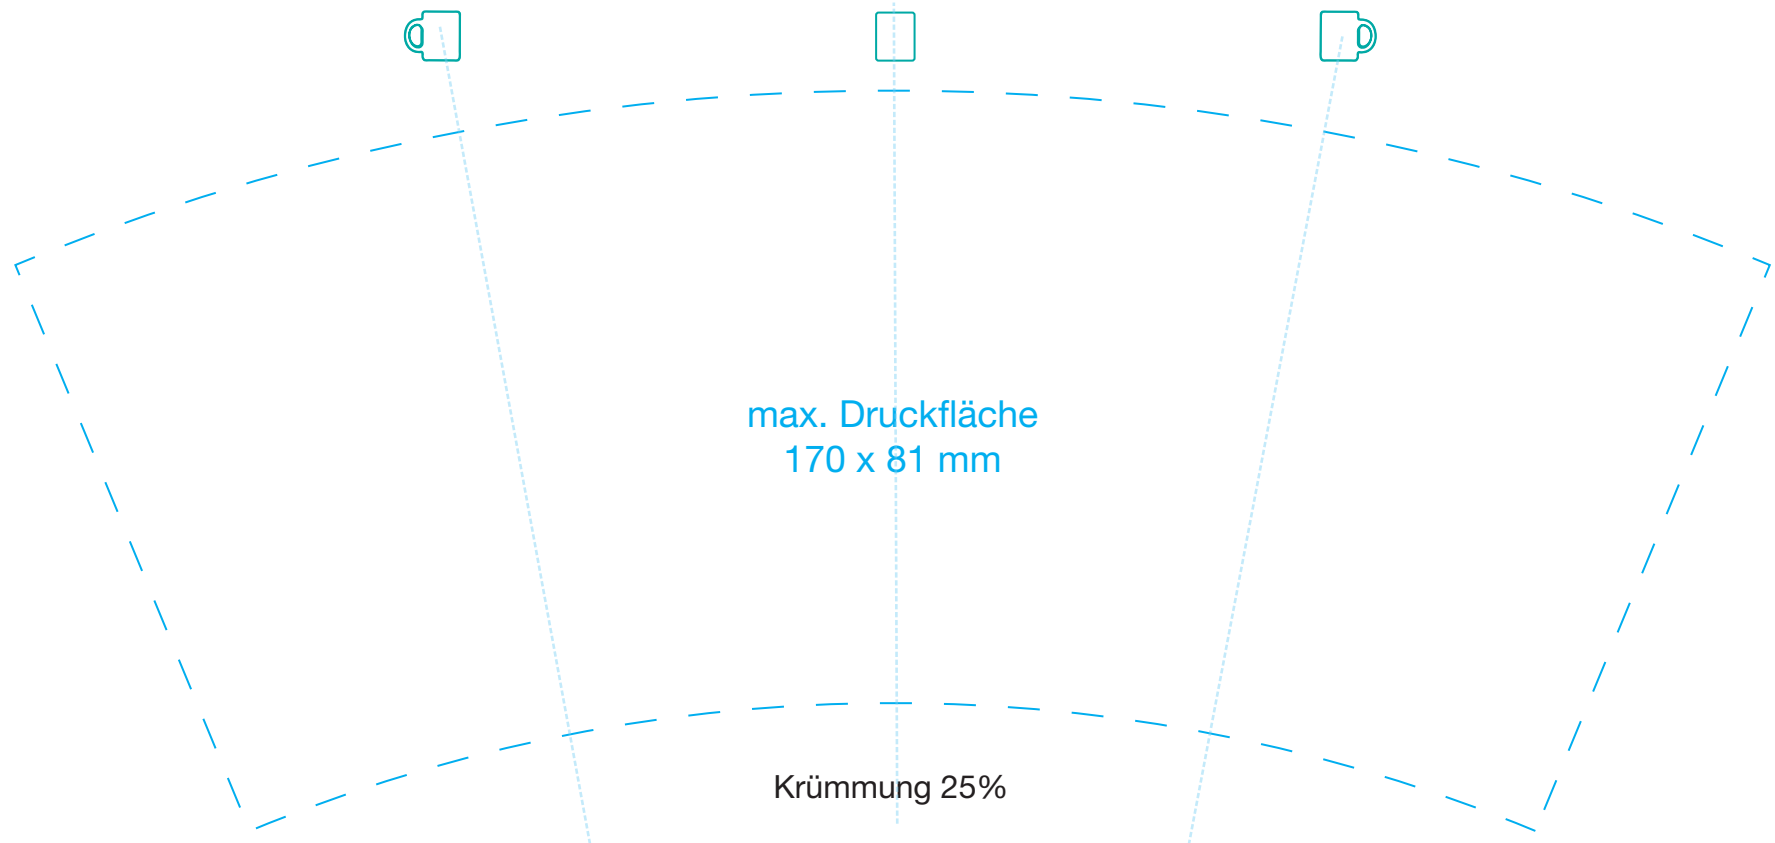 max. Druckfläche
170 x 81 mm
Krümmung 25%